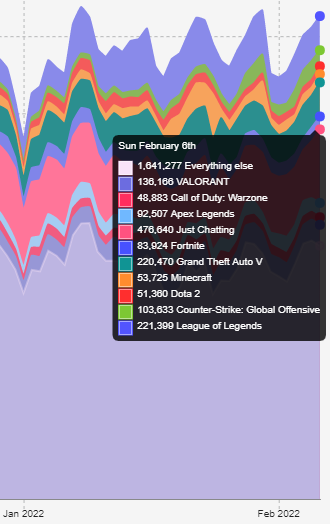 Sun February 6th
1,641,277 Everything else
136,166 VALORANT
48,883 Call of Duty: Warzone
92,507 Apex Legends
476,640 Just Chatting
83,924 Fortnite
220,470 Grand Theft Auto V
53,725 Minecraft
51,360 Dota 2
103,633 Counter-Strike: Global Offensive
221,399 League of Legends
Jan 2022
Feb 2022